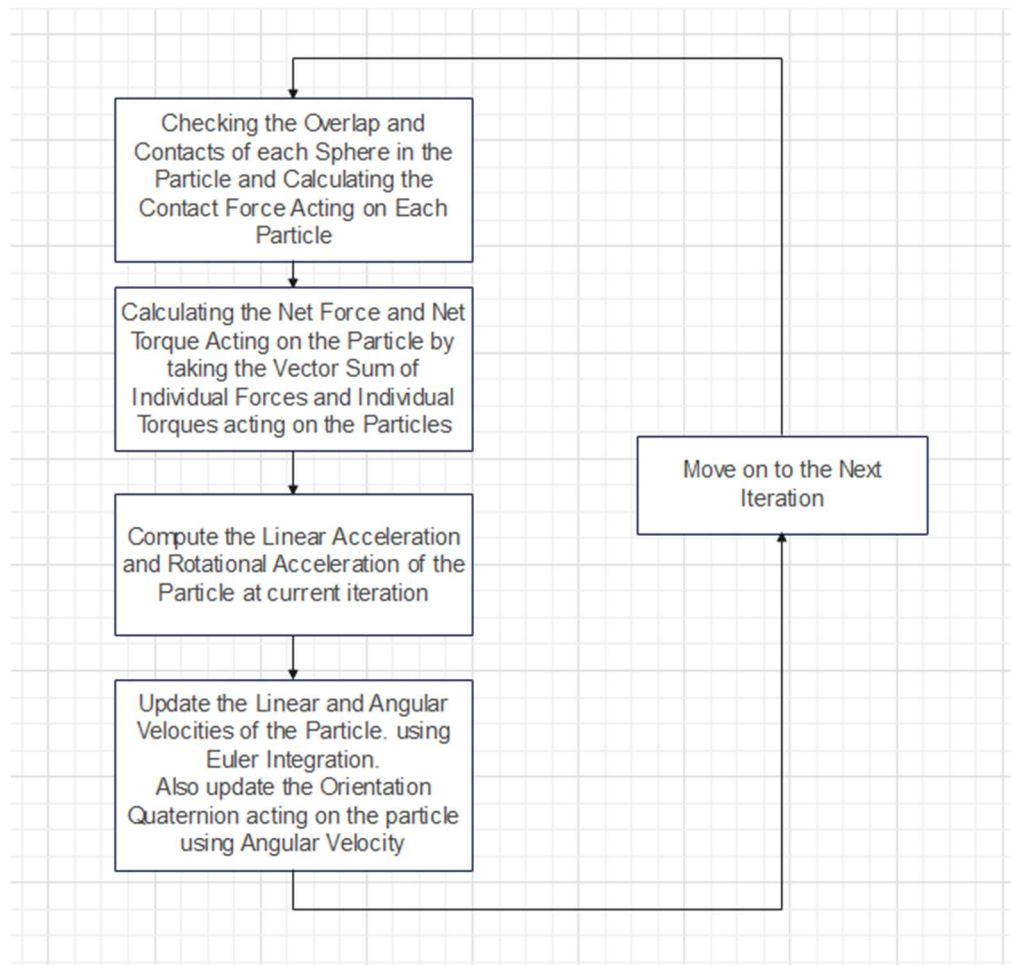 Checking the Overlap and
Contacts of each Sphere in the
Particle and Calculating the
Contact Force Acting on Each
Particle
Calculating the Net Force and Net
Torque Acting on the Particle by
taking the Vector Sum of
Individual Forces and Individual
Torques acting on the Particles
Compute the Linear Acceleration
and Rotational Acceleration of the
Particle at current iteration
Update the Linear and Angular
Velocities of the Particle. using
Euler Integration.
Also update the Orientation
Quaternion acting on the particle
using Angular Velocity
Move on to the Next
Iteration